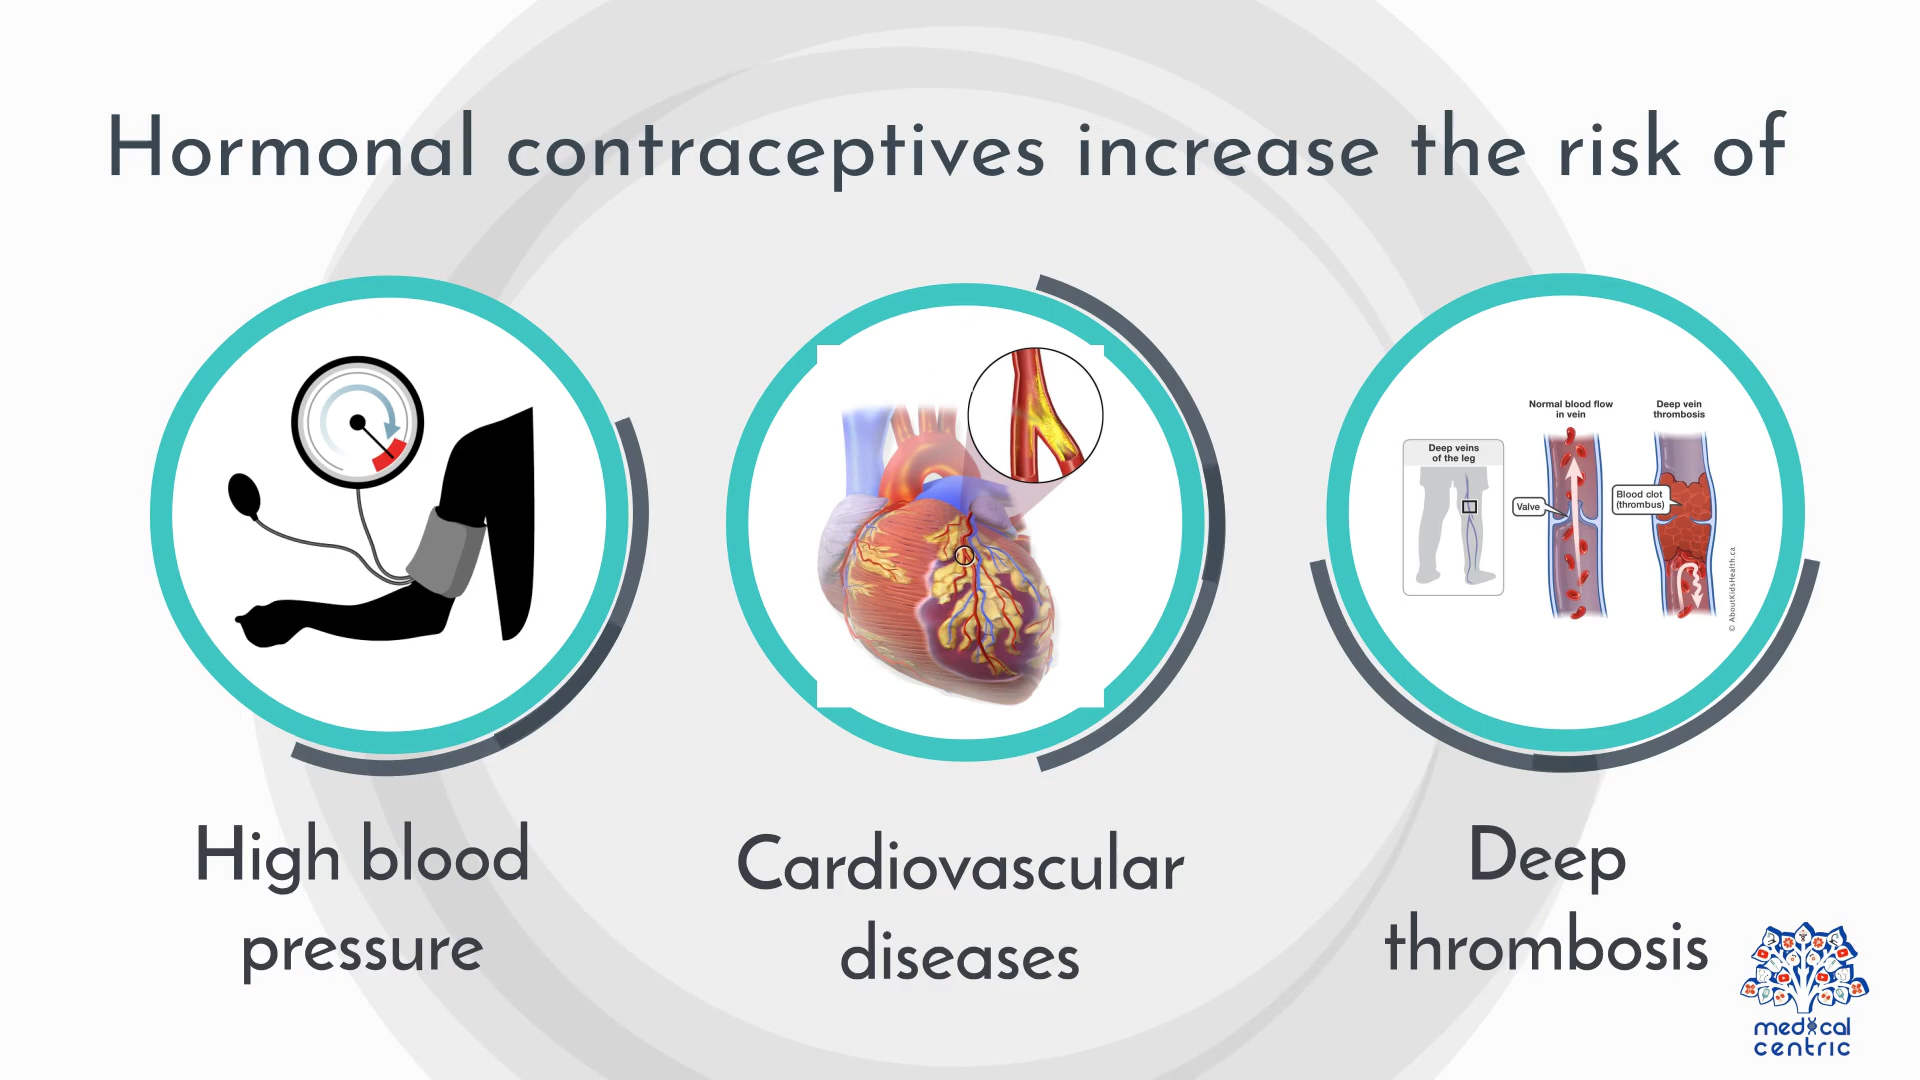 Hormonal contraceptives increase the risk of
High blood
pressure
Cardiovascular
diseases
Normal blood flow
in vein
Deep vein
thrombosis
Deep veins
of the leg
Valve
Blood clot
(thrombus)
© AboutKidsHealth.ca
Deep
thrombosis
medical
centric